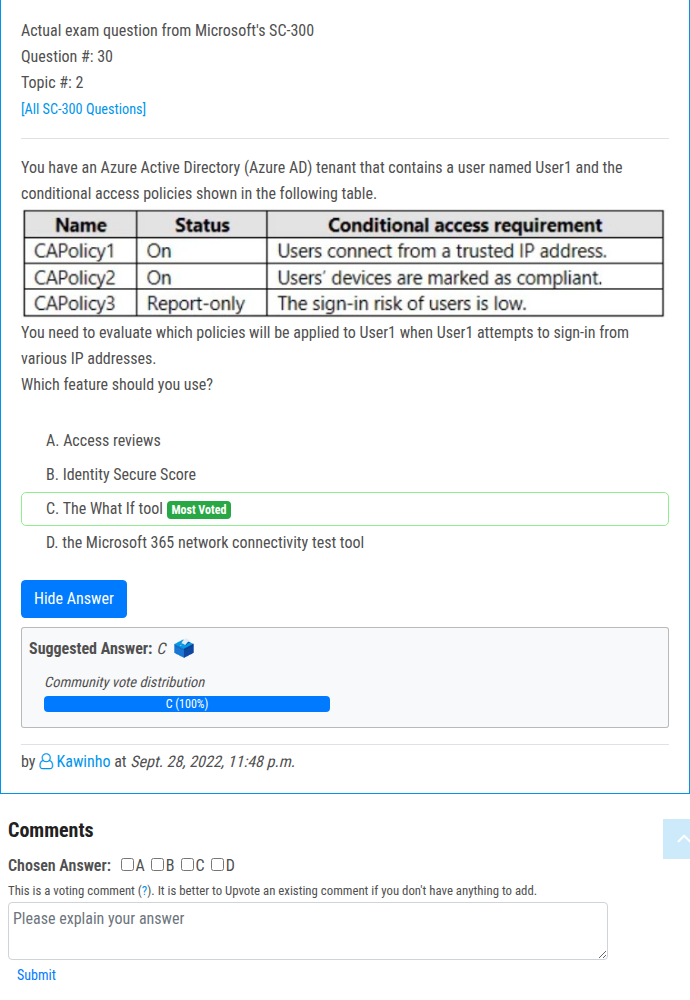 Actual exam question from Microsoft's SC-300
Question #: 30
Topic #: 2
[All SC-300 Questions]
You have an Azure Active Directory (Azure AD) tenant that contains a user named User1 and the
conditional access policies shown in the following table.
Name Status Conditional access requirement
CAPolicy1 On Users connect from a trusted IP address.
CAPolicy2 On Users' devices are marked as compliant.
CAPolicy3 Report-only The sign-in risk of users is low.
You need to evaluate which policies will be applied to User1 when User1 attempts to sign-in from
various IP addresses.
Which feature should you use?
A. Access reviews
B. Identity Secure Score
C. The What If tool Most Voted
D. the Microsoft 365 network connectivity test tool
Hide Answer
Suggested Answer: C
Community vote distribution
C (100%)
by Kawinho at Sept. 28, 2022, 11:48 p.m.
Comments
Chosen Answer: A B C D
This is a voting comment (?). It is better to Upvote an existing comment if you don't have anything to add.
Please explain your answer
Submit